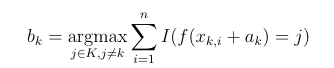 b_k = \underset{j \in K, j \neq k}{\operatorname{argmax}} \sum_{i=1}^{n} I(f(x_{k,i} + a_k) = j)